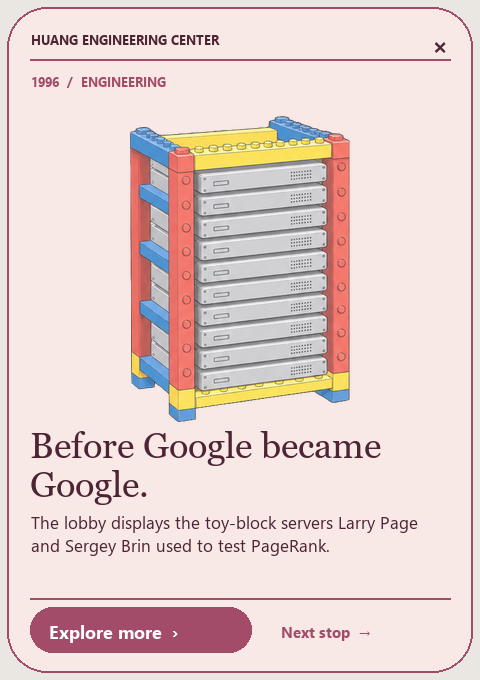 HUANG ENGINEERING CENTER
×
1996 / ENGINEERING
Before Google became
Google.
The lobby displays the toy-block servers Larry Page
and Sergey Brin used to test PageRank.
Explore more ›
Next stop →